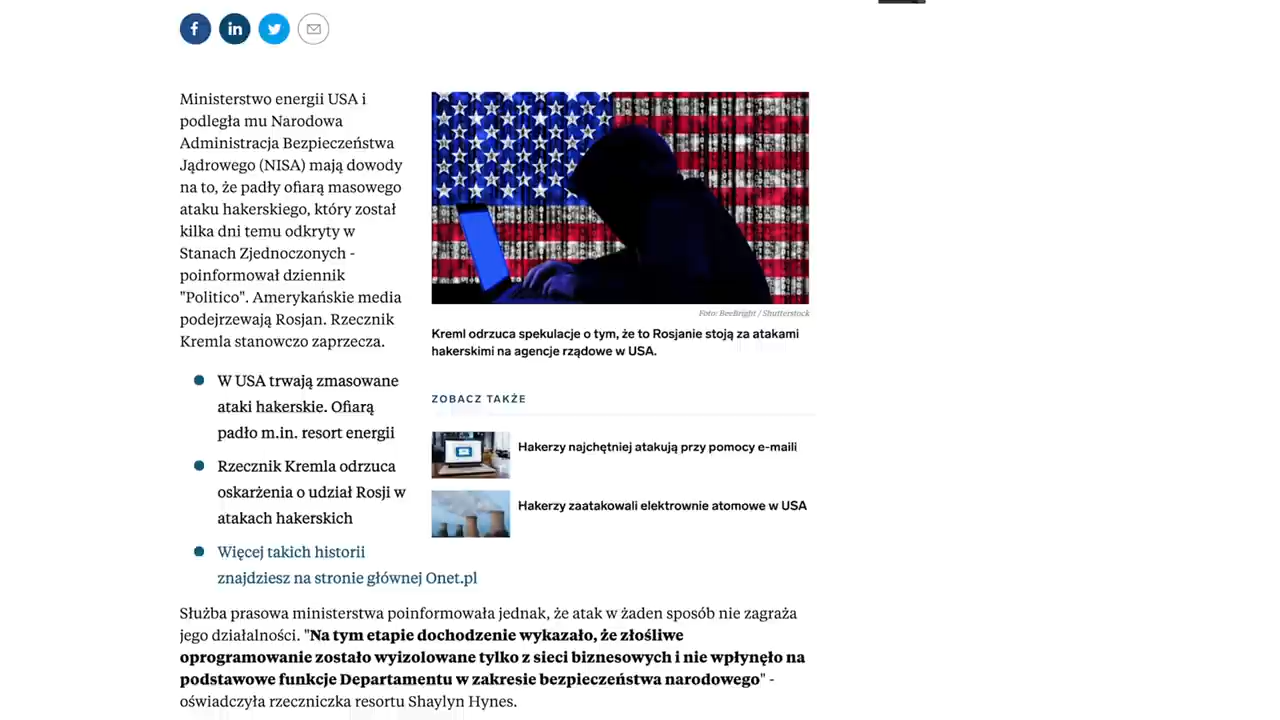 Ministerstwo energii USA i
podległa mu Narodowa
Administracja Bezpieczeństwa
Jądrowego (NISA) mają dowody
na to, że padły ofiarą masowego
ataku hakerskiego, który został
kilka dni temu odkryty w
Stanach Zjednoczonych -
poinformował dziennik
"Politico". Amerykańskie media
podejrzewają Rosjan. Rzecznik
Kremla stanowczo zaprzecza.
W USA trwają zmasowane
ataki hakerskie. Ofiarą
padło m.in. resort energii
Rzecznik Kremla odrzuca
oskarżenia o udział Rosji w
atakach hakerskich
Więcej takich historii
znajdziesz na stronie głównej Onet.pl
Foto: BeeBright / Shutterstock
Kreml odrzuca spekulacje o tym, że to Rosjanie stoją za atakami
hakerskimi na agencje rządowe w USA.
ZOBACZ TAKŻE
Hakerzy najchętniej atakują przy pomocy e-maili
Hakerzy zaatakowali elektrownie atomowe w USA
Służba prasowa ministerstwa poinformowała jednak, że atak w żaden sposób nie zagraża
jego działalności. "Na tym etapie dochodzenie wykazało, że złośliwe
oprogramowanie zostało wyizolowane tylko z sieci biznesowych i nie wpłynęło na
podstawowe funkcje Departamentu w zakresie bezpieczeństwa narodowego" -
oświadczyła rzeczniczka resortu Shaylyn Hynes.